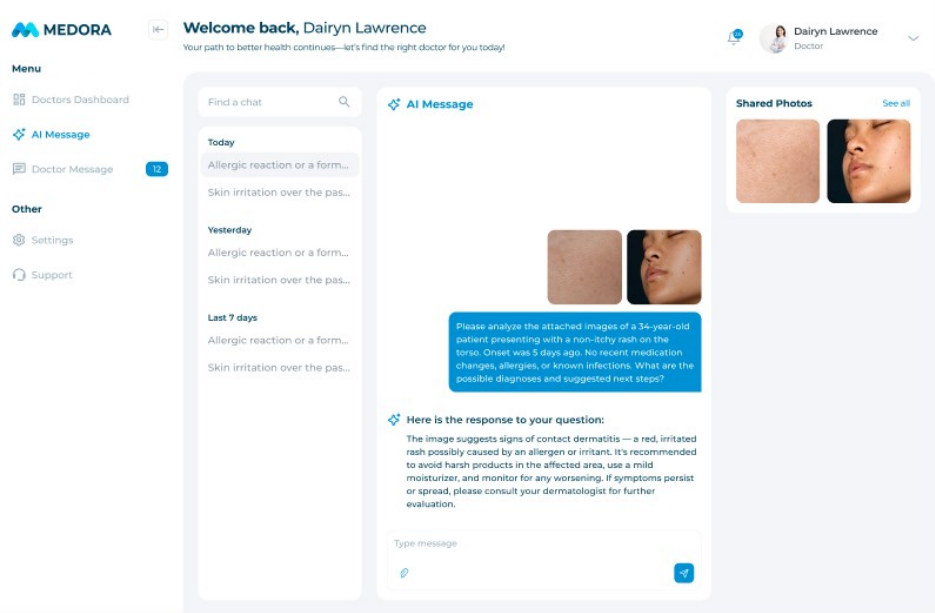 MEDORA
Welcome back, Dairyn Lawrence
Your path to better health continues—let's find the right doctor for you today!
Dairyn Lawrence
Doctor
Menu
Doctors Dashboard
AI Message
Doctor Message
12
Other
Settings
Support
Find a chat
Today
Allergic reaction or a form...
Skin irritation over the pas...
Yesterday
Allergic reaction or a form...
Skin irritation over the pas...
Last 7 days
Allergic reaction or a form...
Skin irritation over the pas...
AI Message
Please analyze the attached images of a 34-year-old
patient presenting with a non-itchy rash on the
torso. Onset was 5 days ago. No recent medication
changes, allergies, or known infections. What are the
possible diagnoses and suggested next steps?
Here is the response to your question:
The image suggests signs of contact dermatitis — a red, irritated
rash possibly caused by an allergen or irritant. It's recommended
to avoid harsh products in the affected area, use a mild
moisturizer, and monitor for any worsening. If symptoms persist
or spread, please consult your dermatologist for further
evaluation.
Type message
Shared Photos
See all